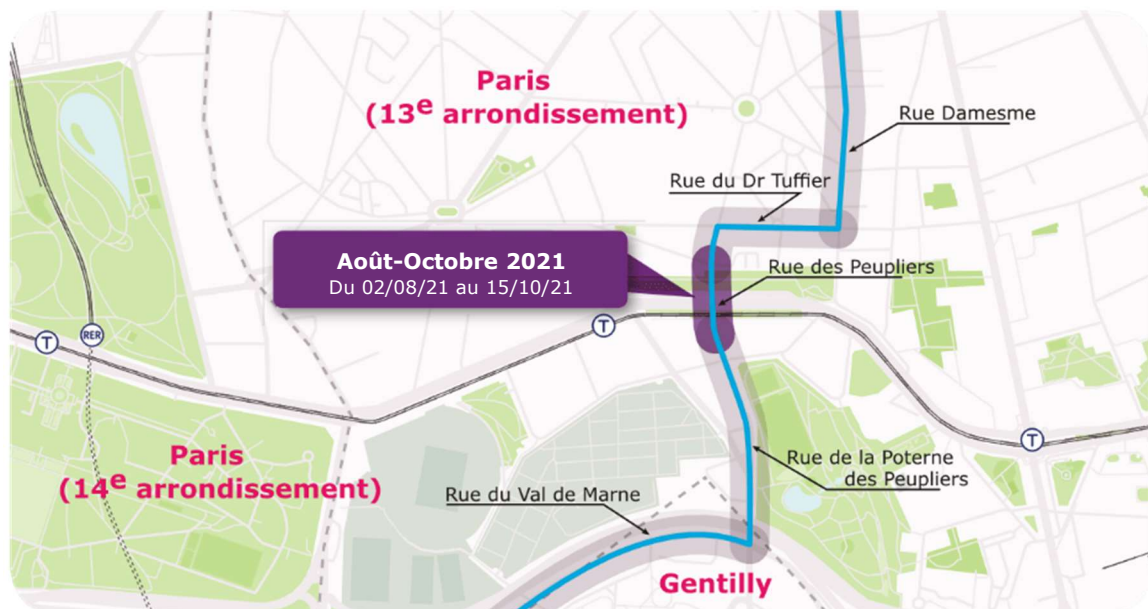 Paris
(13e arrondissement)
Rue Damesme
Rue du Dr Tuffier
Août-Octobre 2021
Du 02/08/21 au 15/10/21
Rue des Peupliers
T
RER
T
T
Paris
(14e arrondissement)
Rue de la Poterne
des Peupliers
Rue du Val de Marne
Gentilly